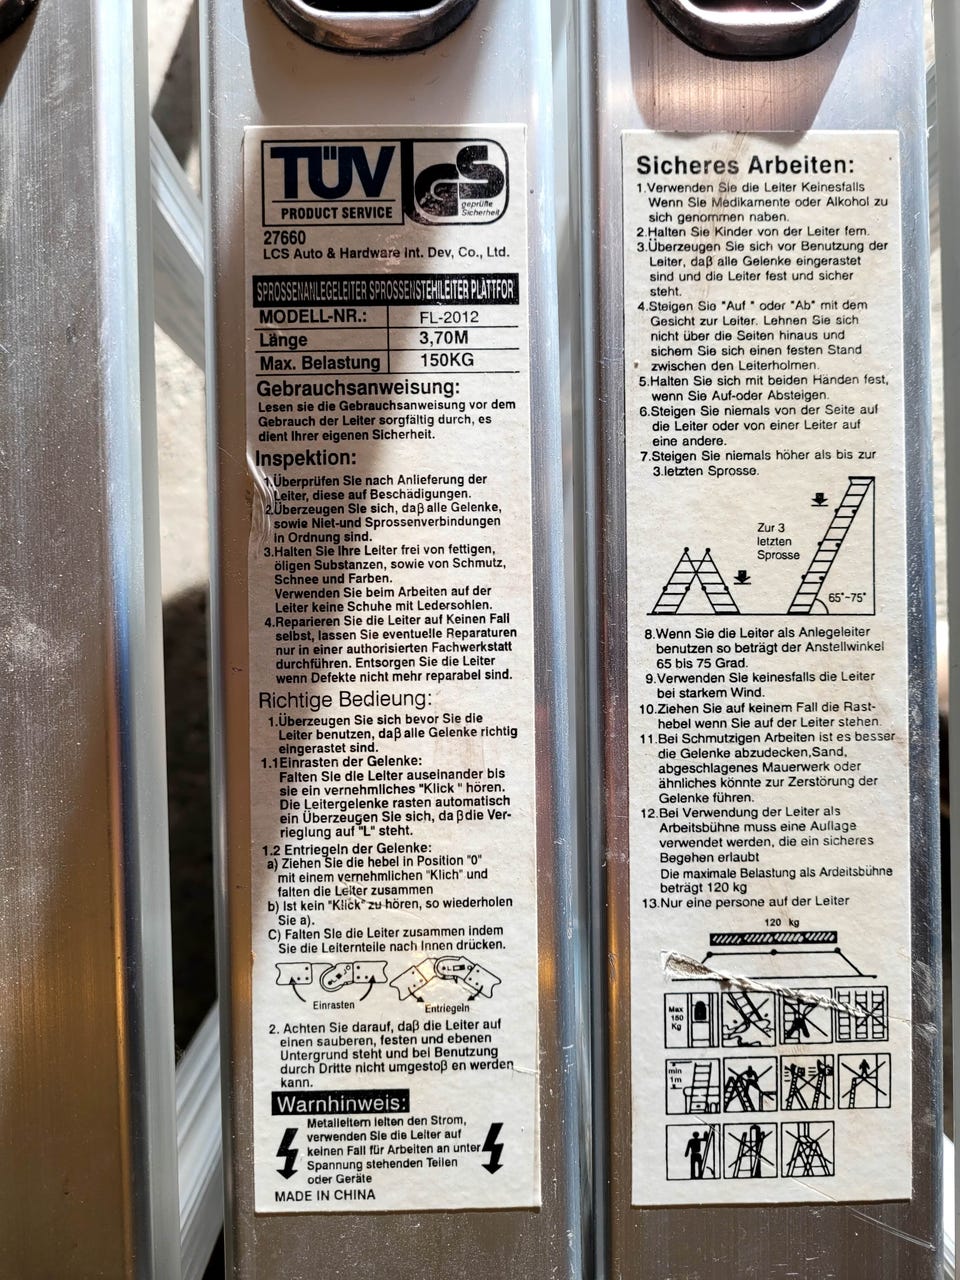 TÜV
PRODUCT SERVICE
GS
geprüfte
Sicherheit
27660
LCS Auto & Hardware Int. Dev, Co., Ltd.
SPROSSENANLEGELEITER SPROSSENSTEHLEITER PLATTFOR
MODELL-NR.: FL-2012
Länge 3,70M
Max. Belastung 150KG
Gebrauchsanweisung:
Lesen sie die Gebrauchsanweisung vor dem
Gebrauch der Leiter sorgfältig durch, es
dient Ihrer eigenen Sicherheit.
Inspektion:
1.Überprüfen Sie nach Anlieferung der
Leiter, diese auf Beschädigungen.
2.Überzeugen Sie sich, daß alle Gelenke,
sowie Niet-und Sprossenverbindungen
in Ordnung sind.
3.Halten Sie Ihre Leiter frei von fettigen,
öligen Substanzen, sowie von Schmutz,
Schnee und Farben.
Verwenden Sie beim Arbeiten auf der
Leiter keine Schuhe mit Ledersohlen.
4.Reparieren Sie die Leiter auf Keinen Fall
selbst, lassen Sie eventuelle Reparaturen
nur in einer authorisierten Fachwerkstatt
durchführen. Entsorgen Sie die Leiter
wenn Defekte nicht mehr reparabel sind.
Richtige Bedieung:
1.Überzeugen Sie sich bevor Sie die
Leiter benutzen, daß alle Gelenke richtig
eingerastet sind.
1.1Einrasten der Gelenke:
Falten Sie die Leiter auseinander bis
sie ein vernehmliches "Klick " hören.
Die Leitergelenke rasten automatisch
ein Überzeugen Sie sich, daß die Ver-
rieglung auf "L" steht.
1.2 Entriegeln der Gelenke:
a) Ziehen Sie die hebel in Position "0"
mit einem vernehmlichen "Klich" und
falten die Leiter zusammen
b) Ist kein "Klick" zu hören, so wiederholen
Sie a).
C) Falten Sie die Leiter zusammen indem
Sie die Leiternteile nach Innen drücken.
Einrasten Entriegeln
2. Achten Sie darauf, daß die Leiter auf
einen sauberen, festen und ebenen
Untergrund steht und bei Benutzung
durch Dritte nicht umgestoß en werden
kann.
Warnhinweis:
Metalleitern leiten den Strom,
verwenden Sie die Leiter auf
keinen Fall für Arbeiten an unter
Spannung stehenden Teilen
oder Geräte
MADE IN CHINA
Sicheres Arbeiten:
1.Verwenden Sie die Leiter Keinesfalls
Wenn Sie Medikamente oder Alkohol zu
sich genommen naben.
2.Halten Sie Kinder von der Leiter fern.
3.Überzeugen Sie sich vor Benutzung der
Leiter, daß alle Gelenke eingerastet
sind und die Leiter fest und sicher
steht.
4.Steigen Sie "Auf " oder "Ab" mit dem
Gesicht zur Leiter. Lehnen Sie sich
nicht über die Seiten hinaus und
sichern Sie sich einen festen Stand
zwischen den Leiterholmen.
5.Halten Sie sich mit beiden Händen fest,
wenn Sie Auf-oder Absteigen.
6.Steigen Sie niemals von der Seite auf
die Leiter oder von einer Leiter auf
eine andere.
7.Steigen Sie niemals höher als bis zur
3.letzten Sprosse.
Zur 3
letzten
Sprosse
65°~75°
8.Wenn Sie die Leiter als Anlegeleiter
benutzen so beträgt der Anstellwinkel
65 bis 75 Grad.
9.Verwenden Sie keinesfalls die Leiter
bei starkem Wind.
10.Ziehen Sie auf keinem Fall die Rast-
hebel wenn Sie auf der Leiter stehen.
11.Bei Schmutzigen Arbeiten ist es besser
die Gelenke abzudecken,Sand,
abgeschlagenes Mauerwerk oder
ähnliches könnte zur Zerstörung der
Gelenke führen.
12.Bei Verwendung der Leiter als
Arbeitsbühne muss eine Auflage
verwendet werden, die ein sicheres
Begehen erlaubt
Die maximale Belastung als Ardeitsbühne
beträgt 120 kg
13.Nur eine persone auf der Leiter
120 kg
Max
150
Kg
min
1m